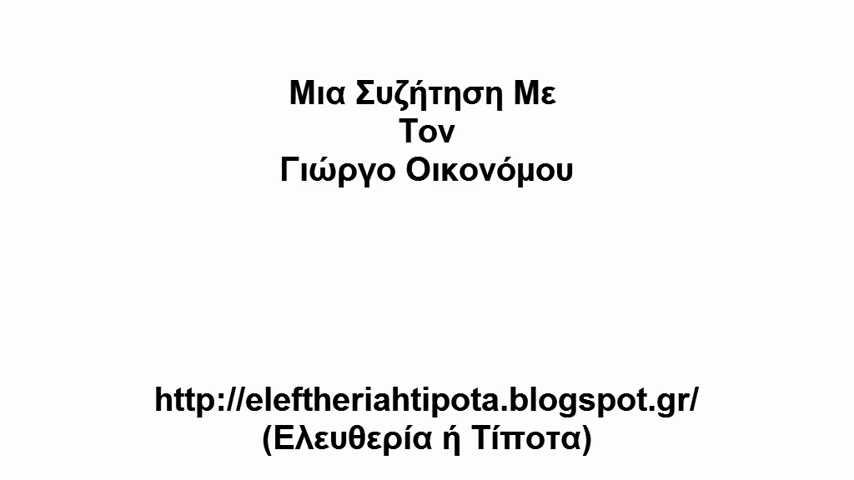 Μια Συζήτηση Με
Τον
Γιώργο Οικονόμου
http://eleftheriahtipota.blogspot.gr/
(Ελευθερία ή Τίποτα)